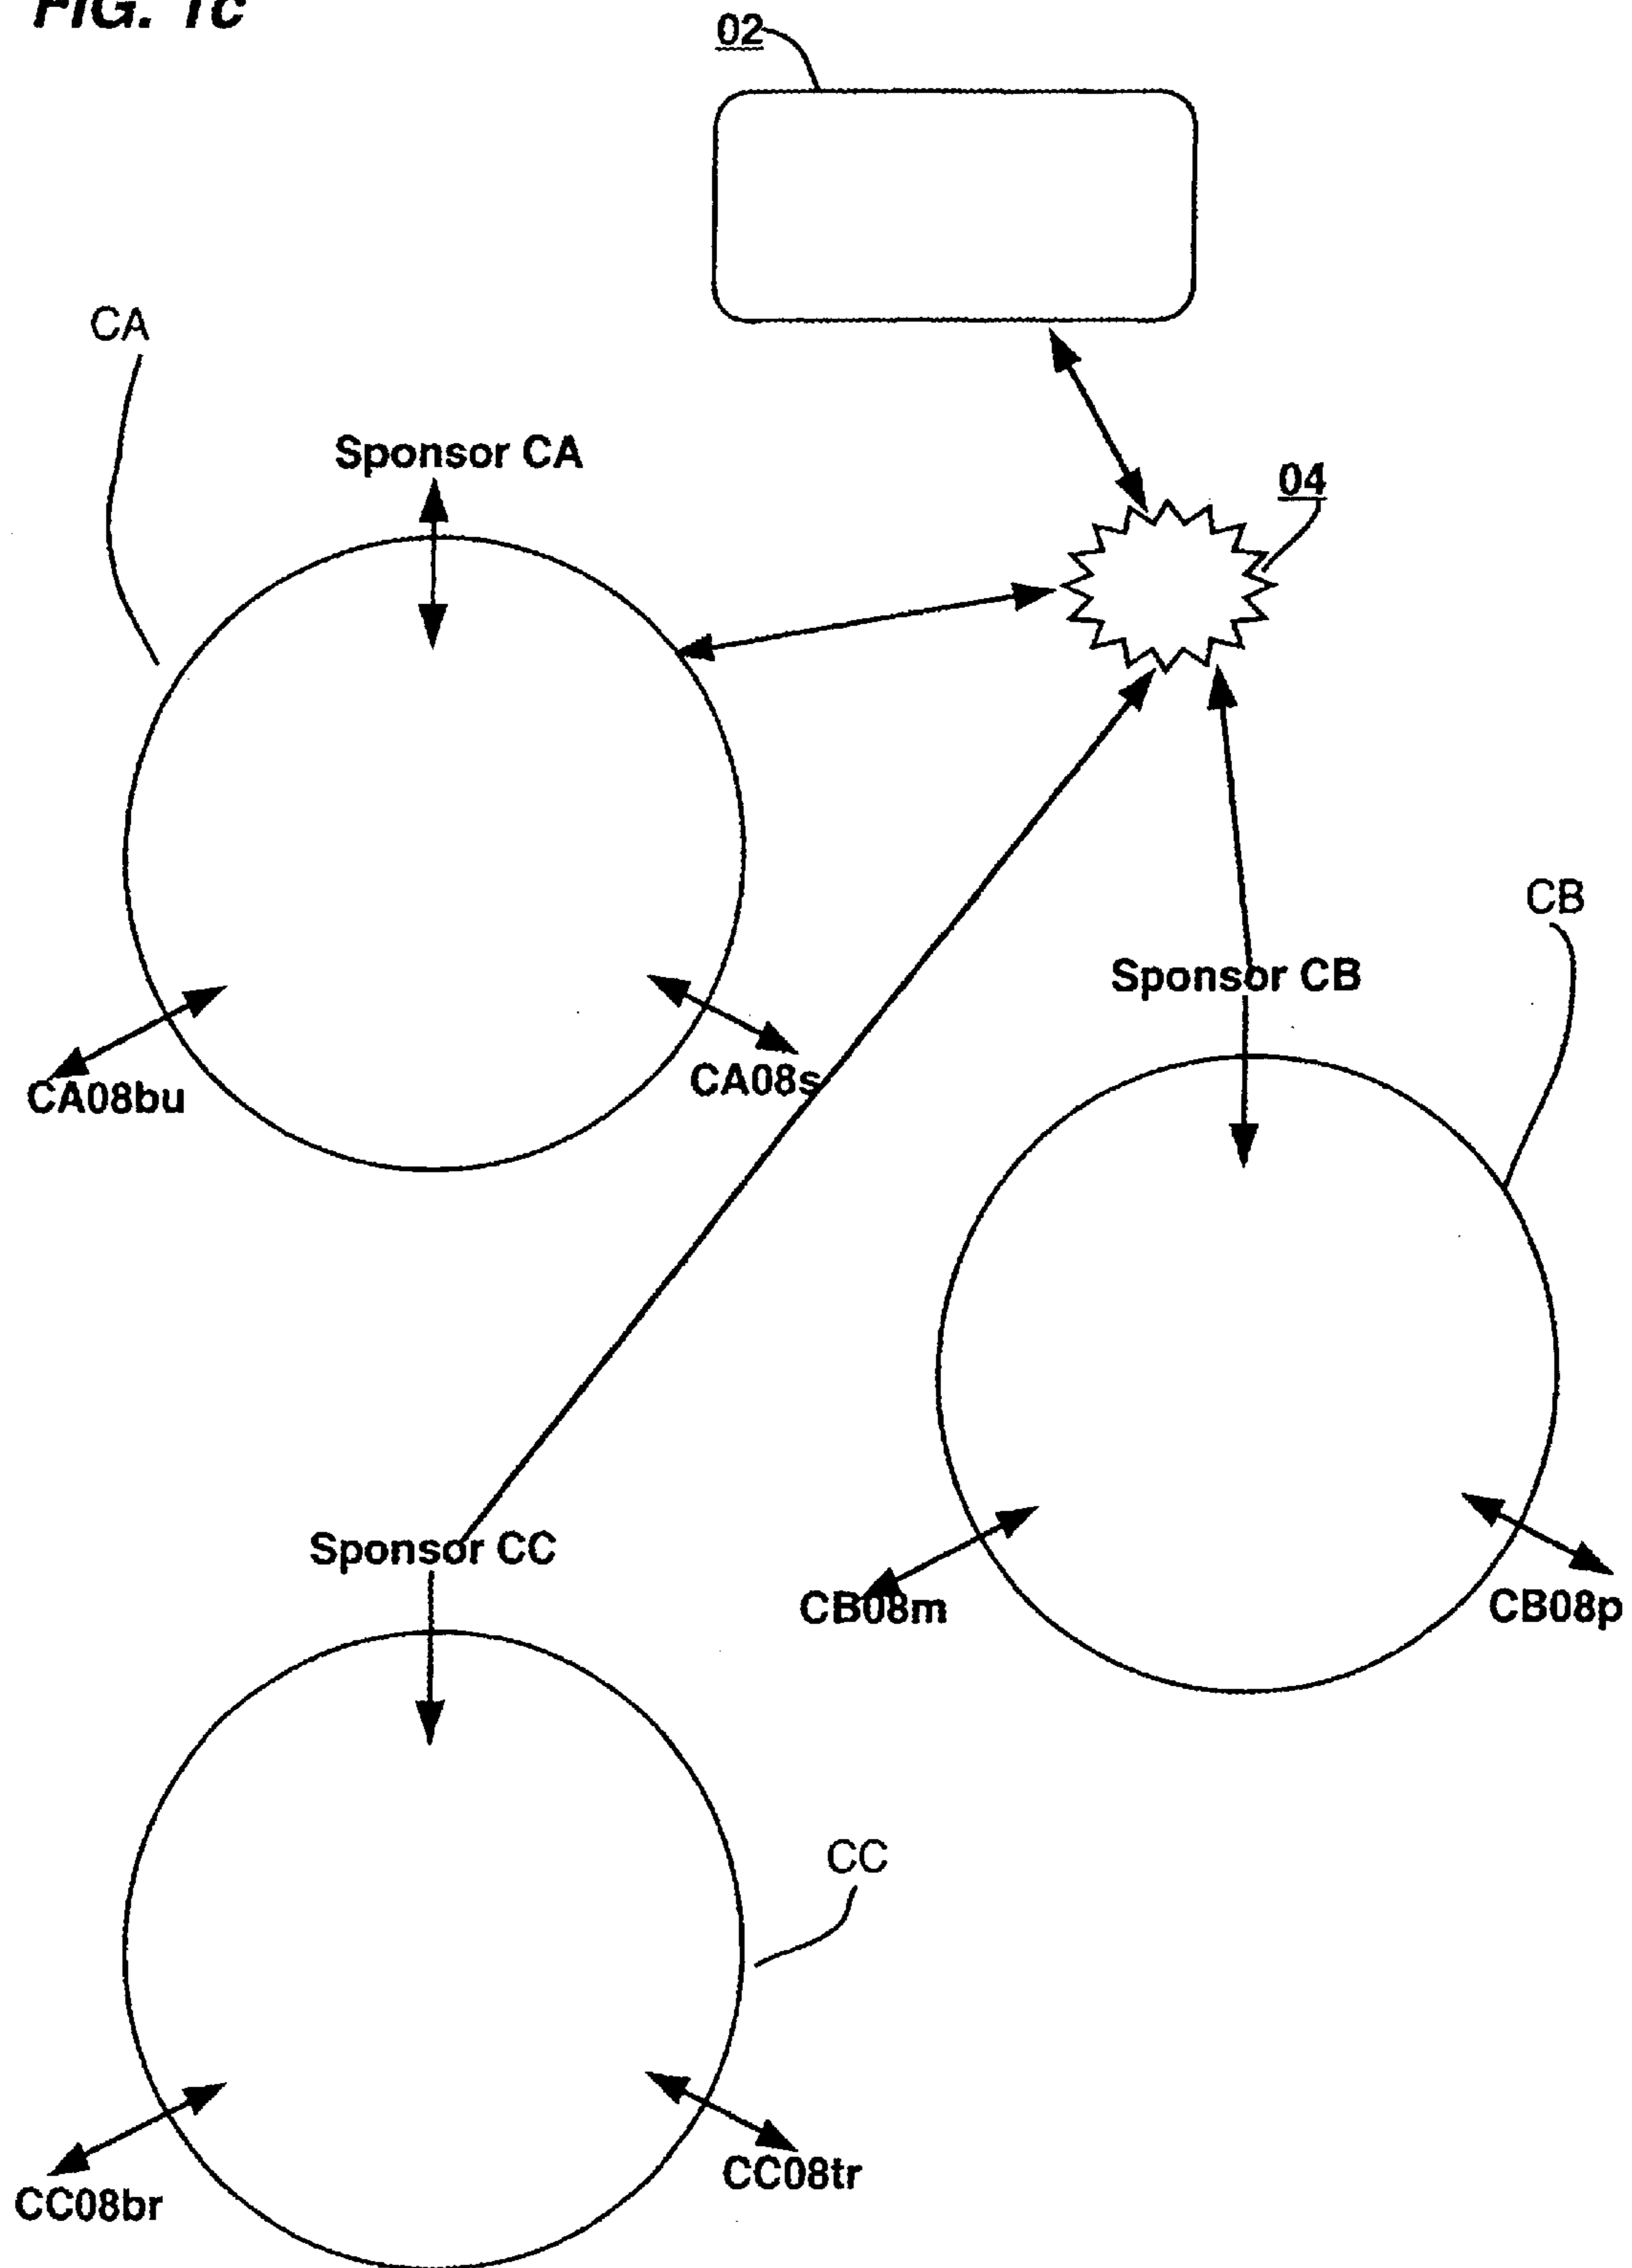 FIG. 1c
02
CA
Sponsor CA
04
CB
Sponsor CB
CA08bu
CA08s
Sponsor CC
CB08m
CB08p
CC
CC08br
CC08tr